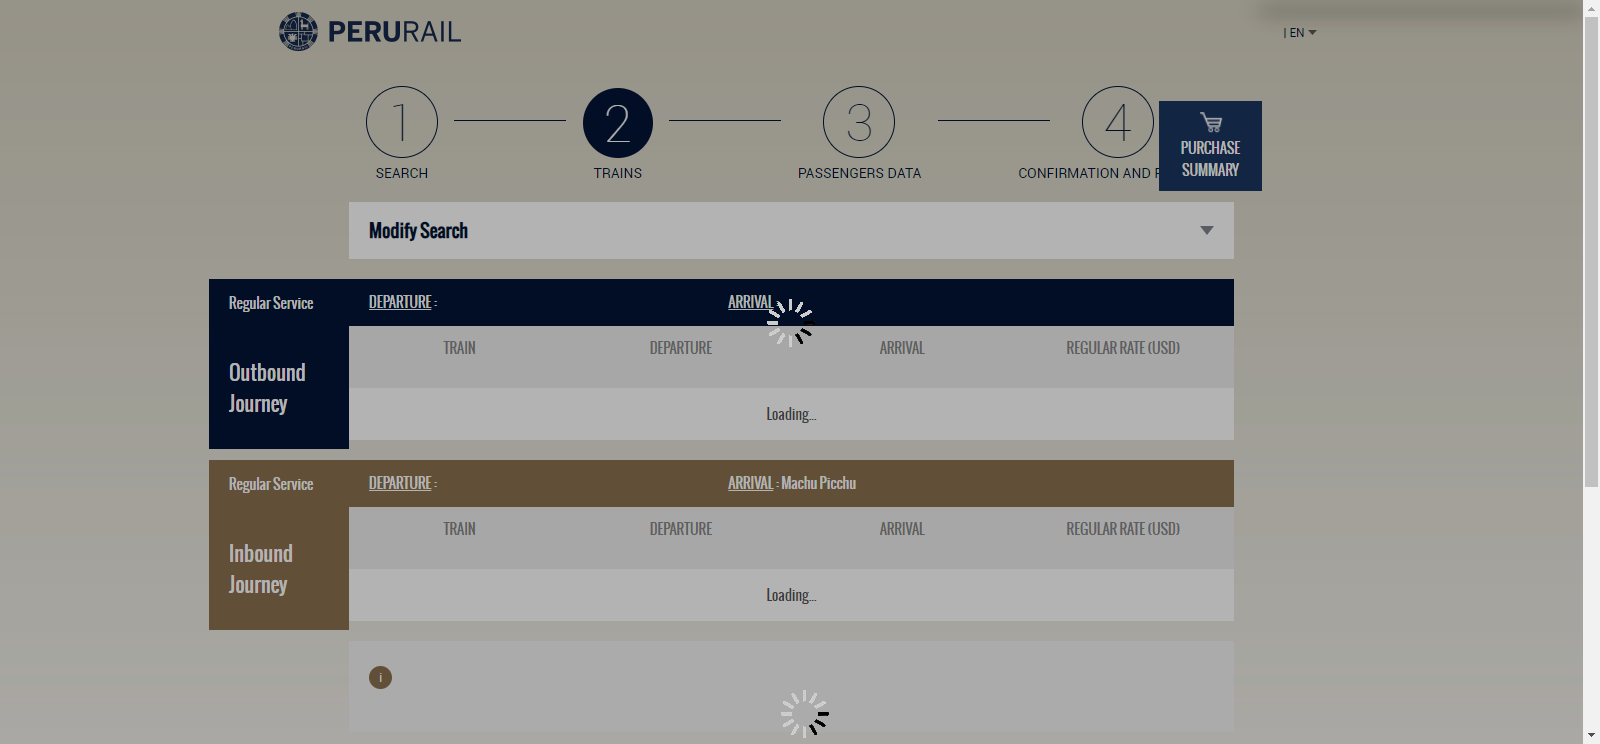 PERURAIL
| EN
1
2
3
4
SEARCH
TRAINS
PASSENGERS DATA
CONFIRMATION AND
PURCHASE
SUMMARY
Modify Search
Regular Service
DEPARTURE :
ARRIVAL :
Outbound
Journey
TRAIN
DEPARTURE
ARRIVAL
REGULAR RATE (USD)
Loading...
Regular Service
DEPARTURE :
ARRIVAL : Machu Picchu
Inbound
Journey
TRAIN
DEPARTURE
ARRIVAL
REGULAR RATE (USD)
Loading...
i